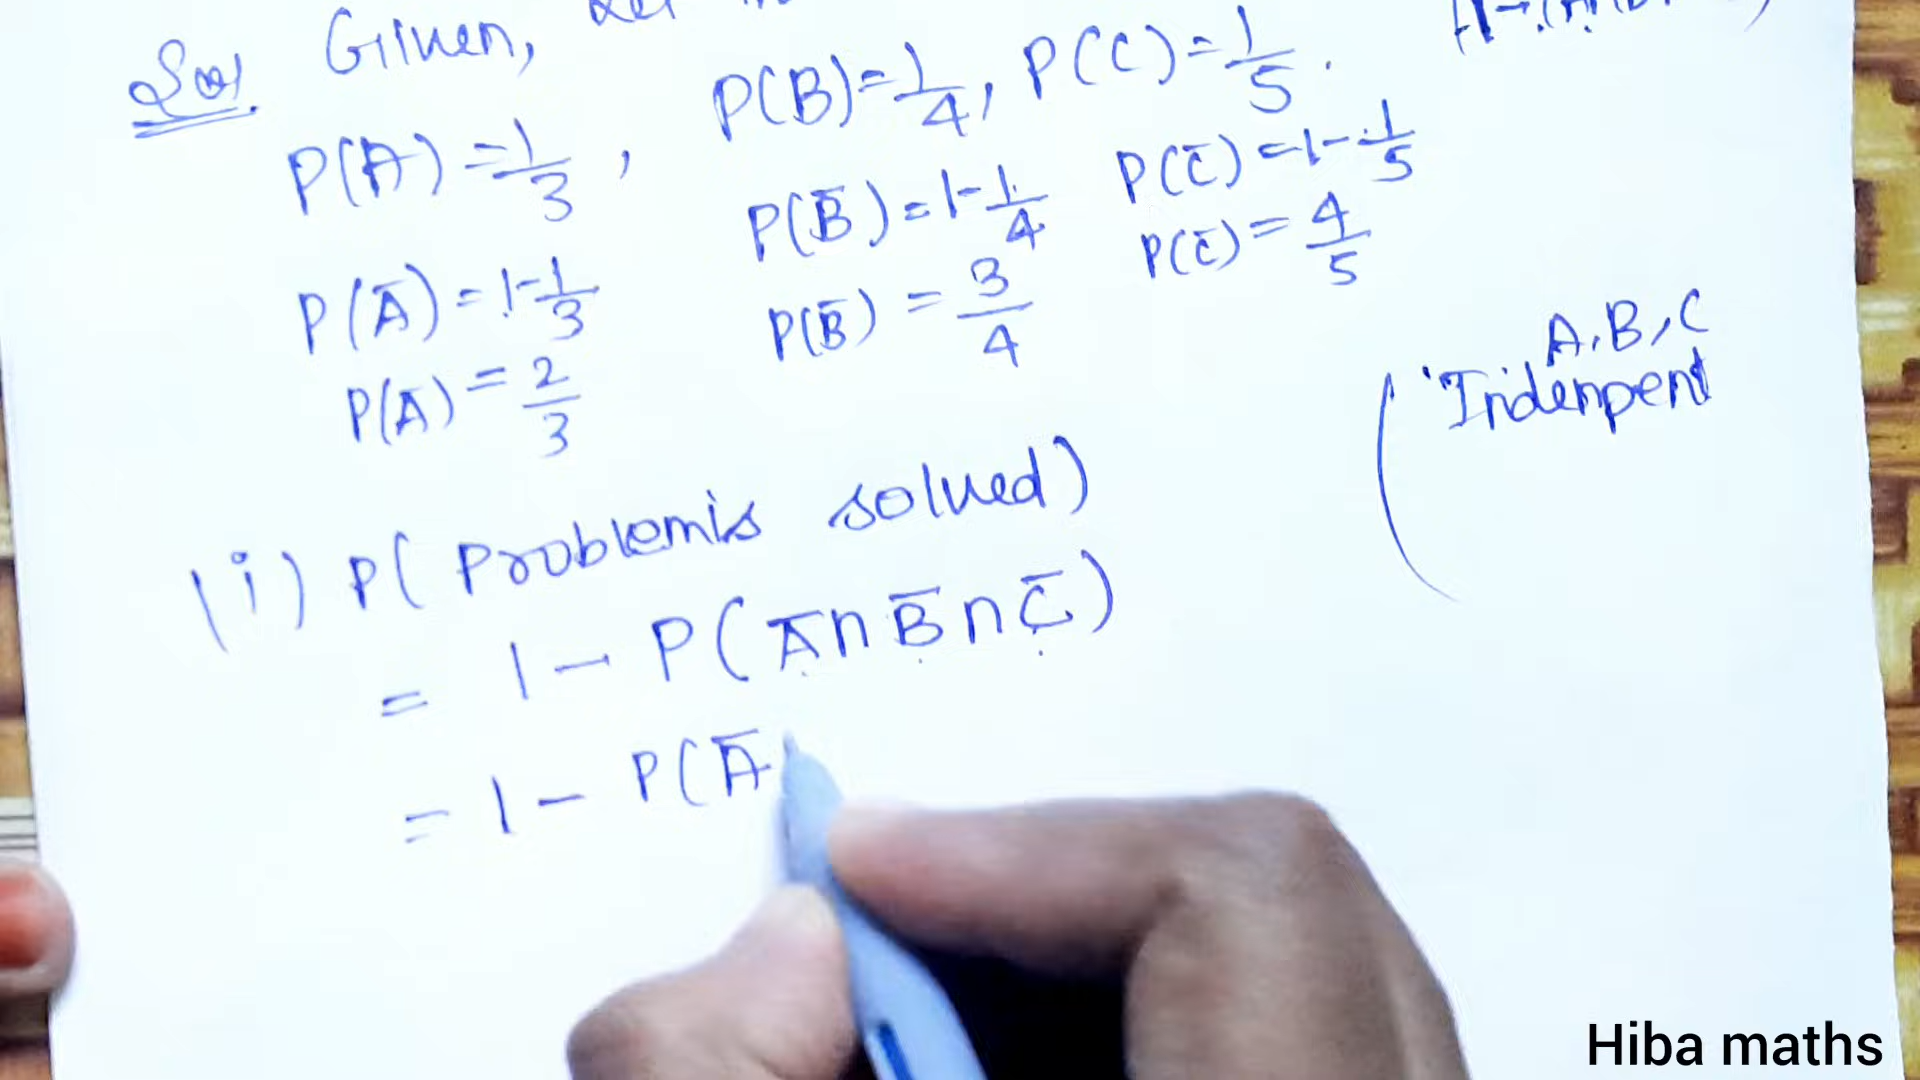 Sol. Given,
P(A) = 1/3 , P(B) = 1/4 , P(C) = 1/5 .
P(Ā) = 1 - 1/3 P(B̄) = 1 - 1/4 P(C̄) = 1 - 1/5
P(Ā) = 2/3 P(B̄) = 3/4 P(C̄) = 4/5
A, B, C
Indenpent
(i) P( Problem is solved)
= 1 - P( Ā ∩ B̄ ∩ C̄ )
= 1 - P( Ā
Hiba maths